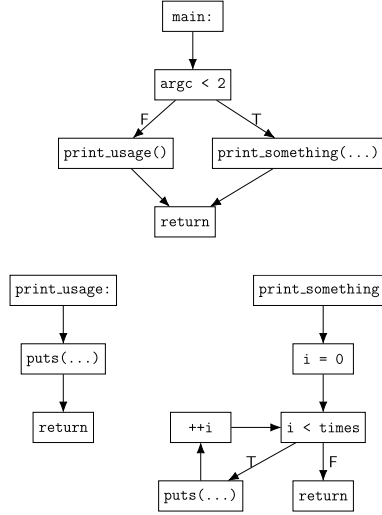 main:
argc < 2
F T
print_usage() print_something(...)
return
print_usage: print_something
puts(...) i = 0
return ++i i < times
T F
puts(...) return